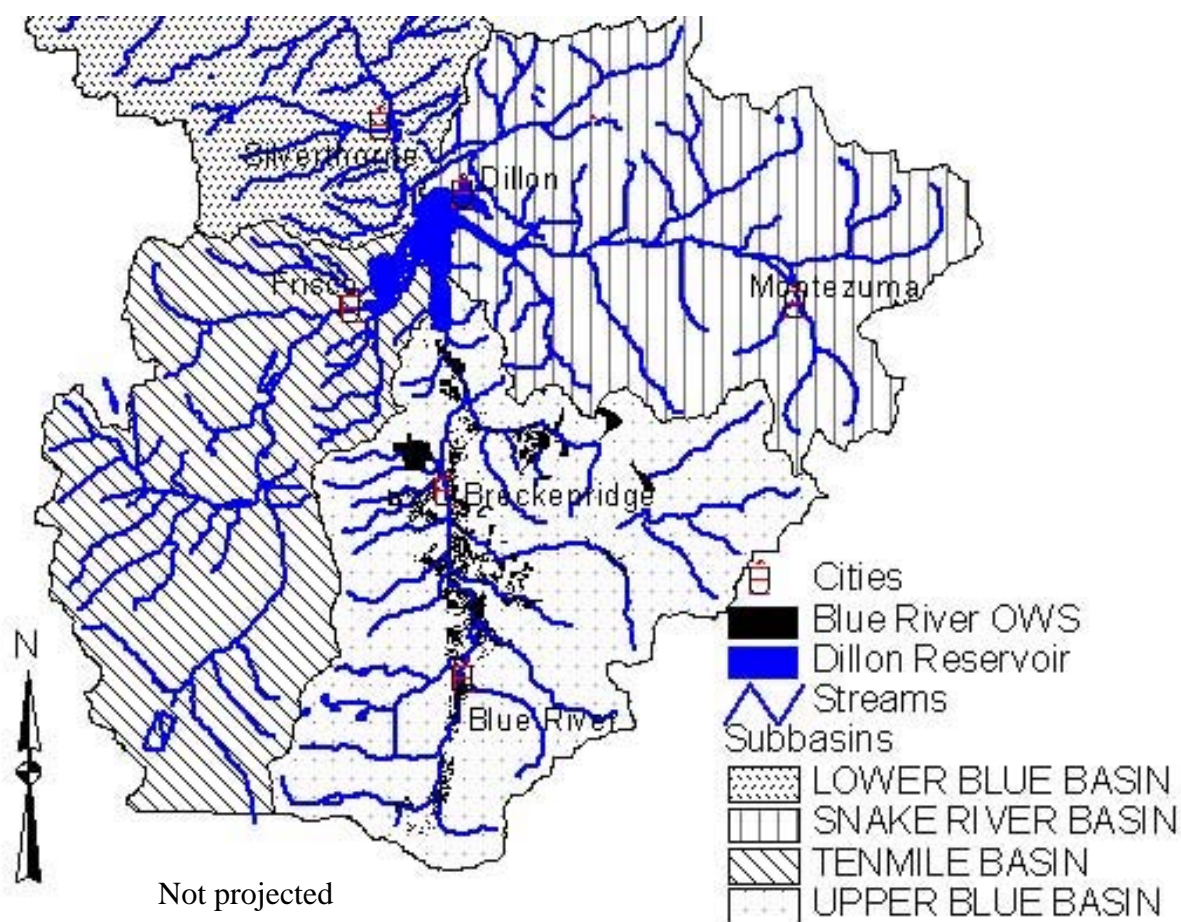 Silverthorne
Dillon
Frisco
Montezuma
Breckenridge
Blue River
N
Not projected
Cities
Blue River OWS
Dillon Reservoir
Streams
Subbasins
LOWER BLUE BASIN
SNAKE RIVER BASIN
TENMILE BASIN
UPPER BLUE BASIN